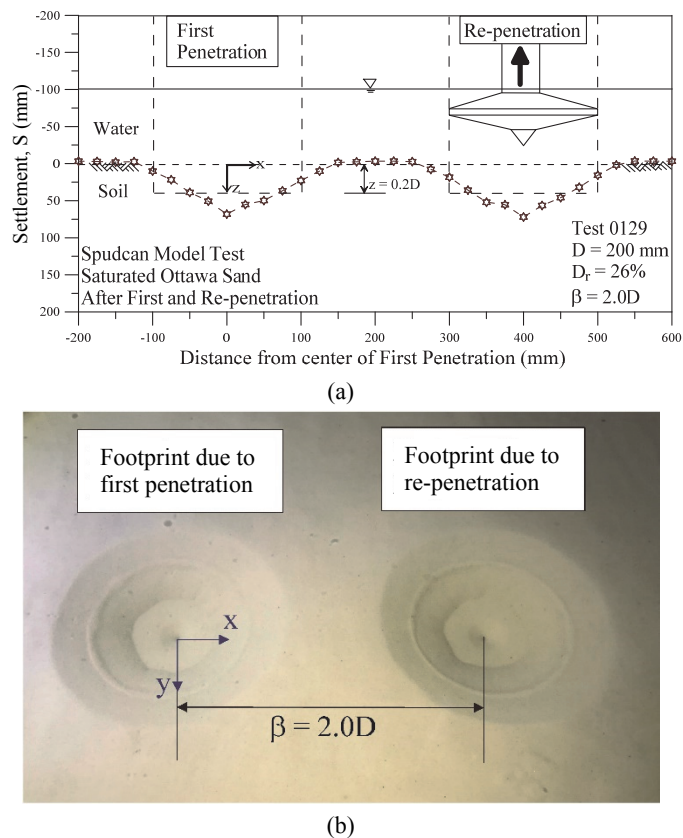 -200
-150
-100
-50
0
50
100
150
200
Settlement, S (mm)
First
Penetration
Re-penetration
Water
Soil
x
z
z = 0.2D
Spudcan Model Test
Saturated Ottawa Sand
After First and Re-penetration
Test 0129
D = 200 mm
Dr = 26%
β = 2.0D
-200 -100 0 100 200 300 400 500 600
Distance from center of First Penetration (mm)
(a)
Footprint due to
first penetration
Footprint due to
re-penetration
x
y
β = 2.0D
(b)